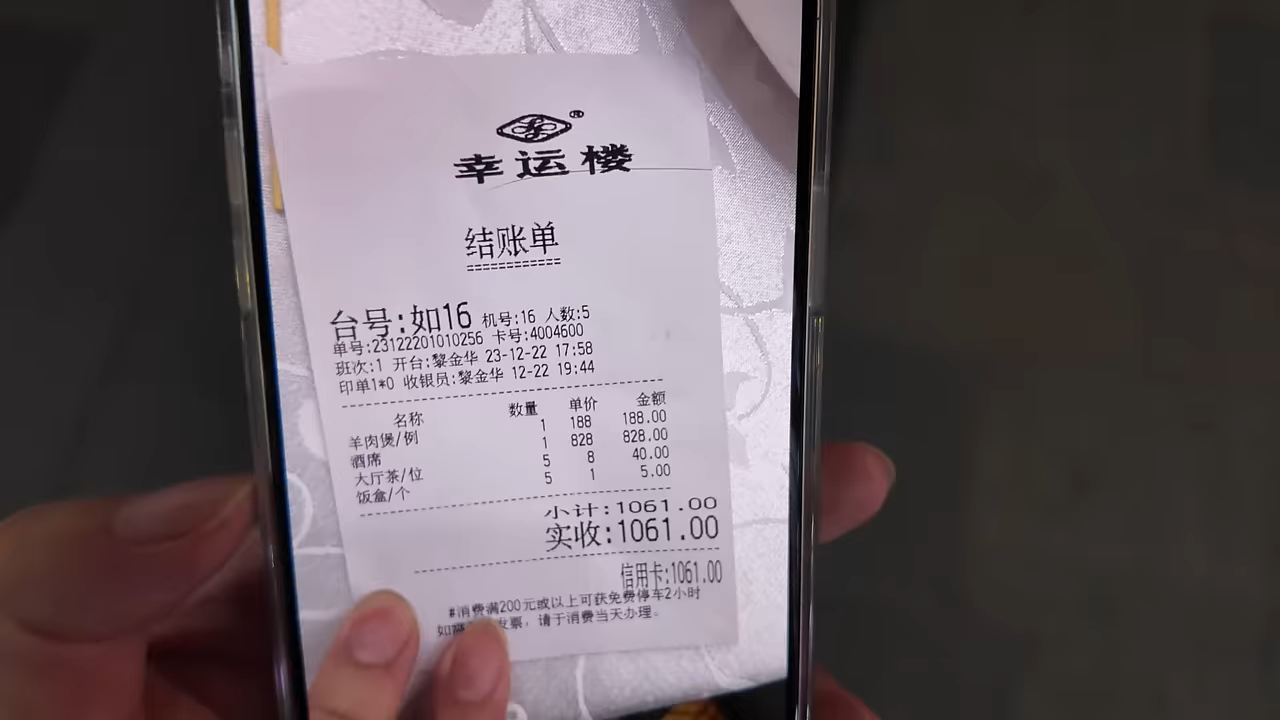 ®
幸运楼
结账单
============
台号:如16 机号:16 人数:5
单号:23122201010256 卡号:4004600
班次:1 开台:黎金华 23-12-22 17:58
印单1*0 收银员:黎金华 12-22 19:44
名称 数量 单价 金额
羊肉煲/例 1 188 188.00
酒席 1 828 828.00
大厅茶/位 5 8 40.00
饭盒/个 5 1 5.00
小计:1061.00
实收:1061.00
信用卡:1061.00
#消费满200元或以上可获免费停车2小时
如需 发票，请于消费当天办理。